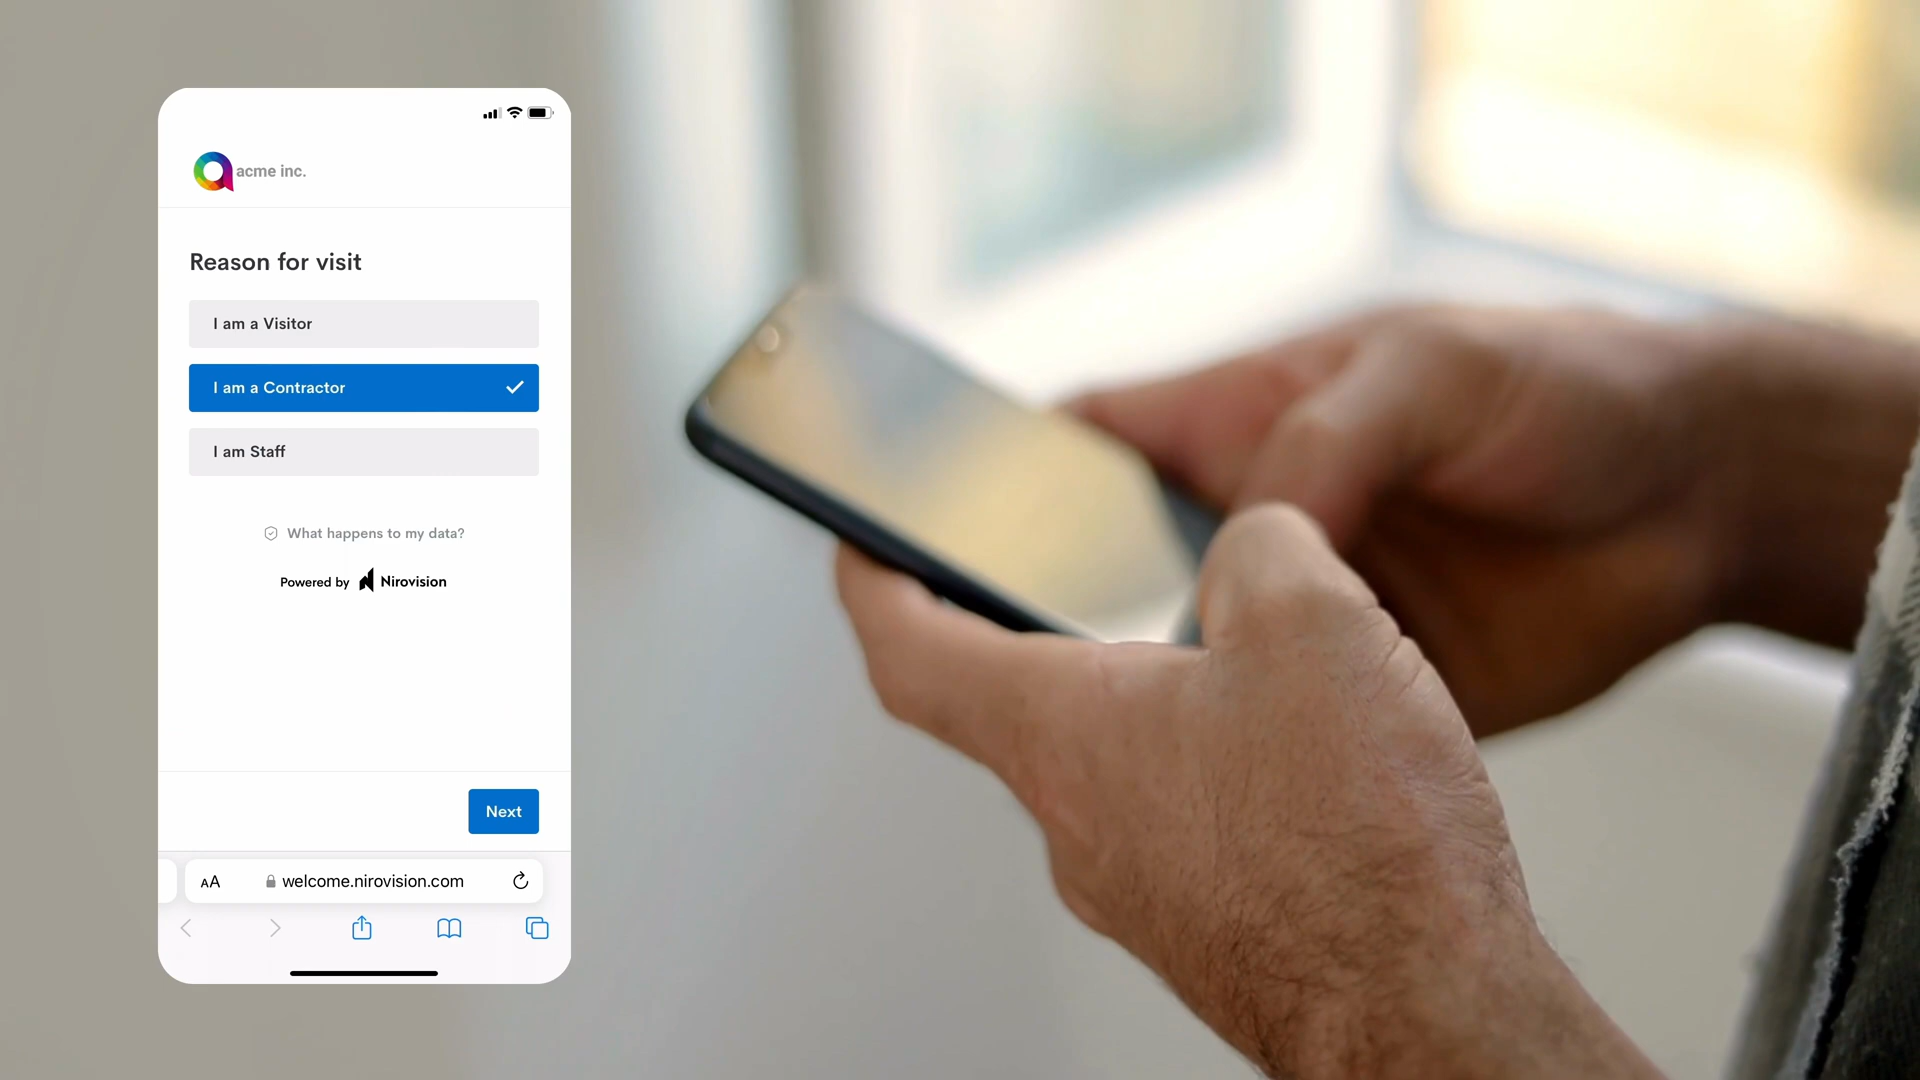 acme inc.
Reason for visit
I am a Visitor
I am a Contractor
I am Staff
What happens to my data?
Powered by Nirovision
Next
AA welcome.nirovision.com